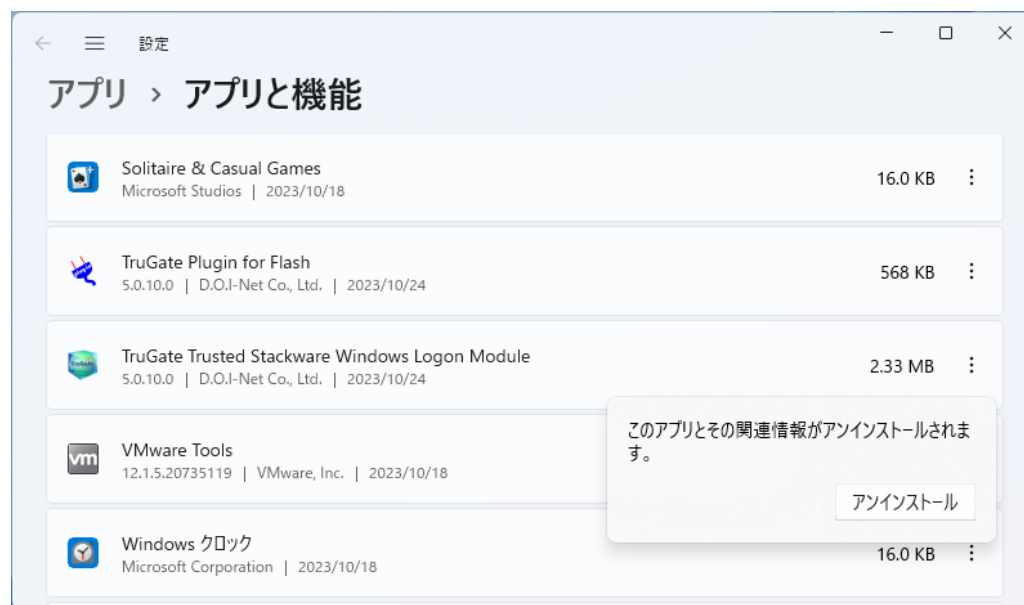 設定
アプリ › アプリと機能
Solitaire & Casual Games
Microsoft Studios | 2023/10/18
16.0 KB
TruGate Plugin for Flash
5.0.10.0 | D.O.I-Net Co., Ltd. | 2023/10/24
568 KB
TruGate Trusted Stackware Windows Logon Module
5.0.10.0 | D.O.I-Net Co., Ltd. | 2023/10/24
2.33 MB
このアプリとその関連情報がアンインストールされま
す。
アンインストール
vm
VMware Tools
12.1.5.20735119 | VMware, Inc. | 2023/10/18
Windows クロック
Microsoft Corporation | 2023/10/18
16.0 KB